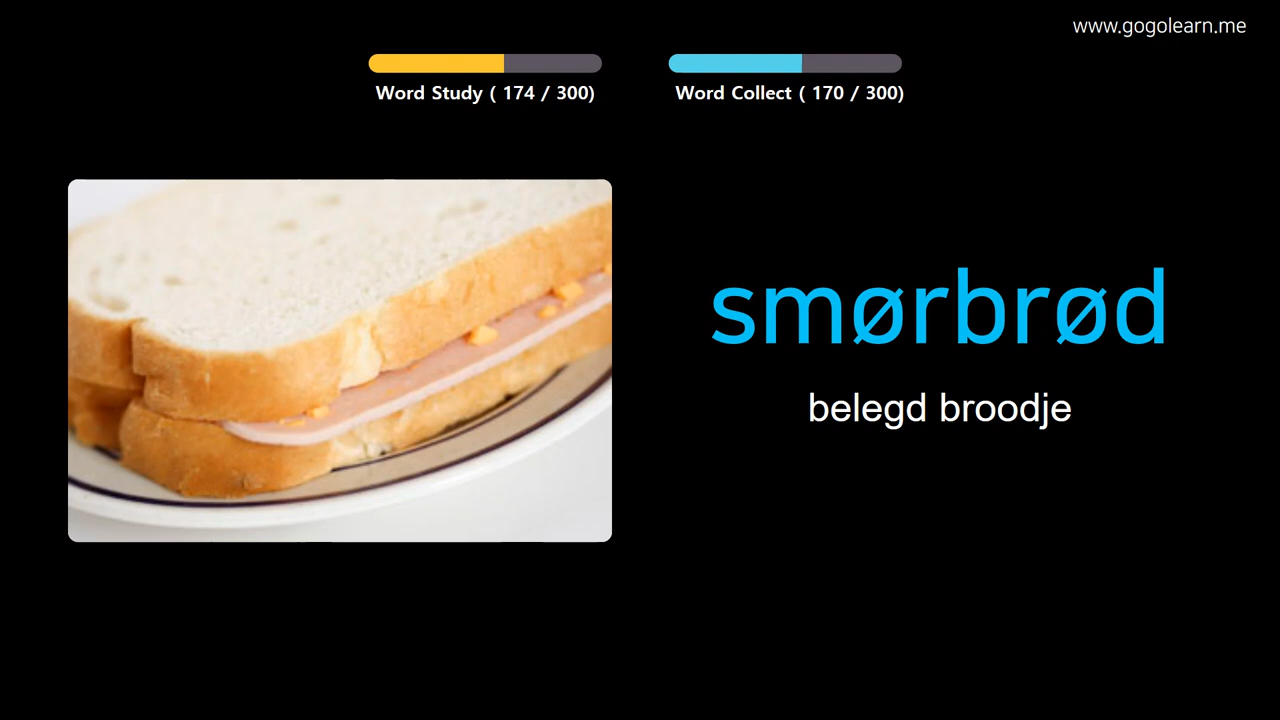 www.gogolearn.me
Word Study ( 174 / 300)
Word Collect ( 170 / 300)
smørbrød
belegd broodje